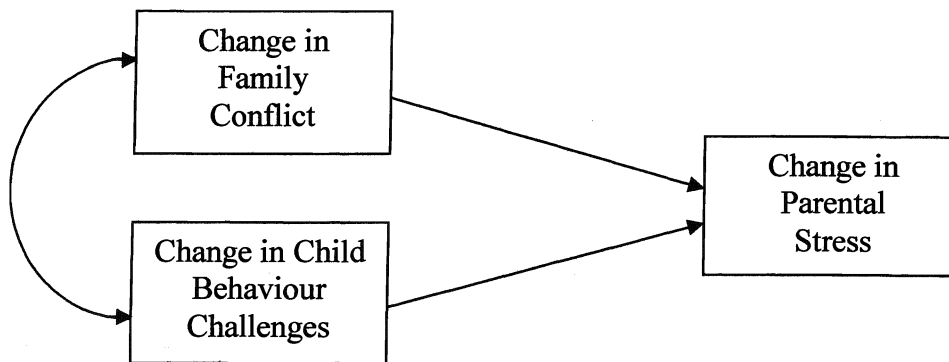 Change in
Family
Conflict
Change in Child
Behaviour
Challenges
Change in
Parental
Stress